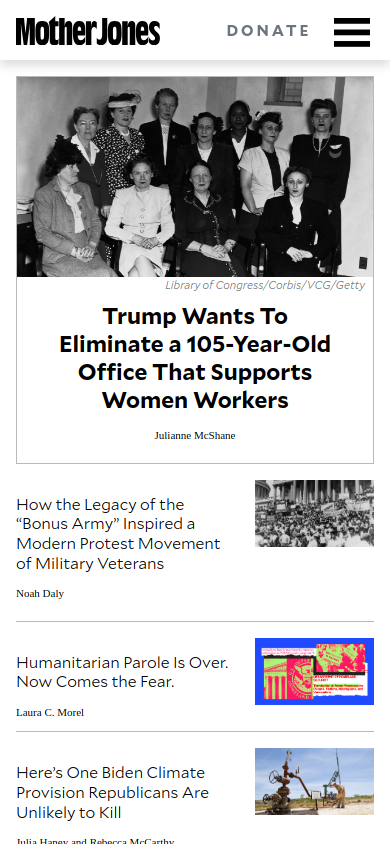 Mother Jones
DONATE
Library of Congress/Corbis/VCG/Getty
Trump Wants To
Eliminate a 105-Year-Old
Office That Supports
Women Workers
Julianne McShane
How the Legacy of the
“Bonus Army” Inspired a
Modern Protest Movement
of Military Veterans
Noah Daly
Humanitarian Parole Is Over.
Now Comes the Fear.
Laura C. Morel
Here’s One Biden Climate
Provision Republicans Are
Unlikely to Kill
Julia Haney and Rebecca McCarthy